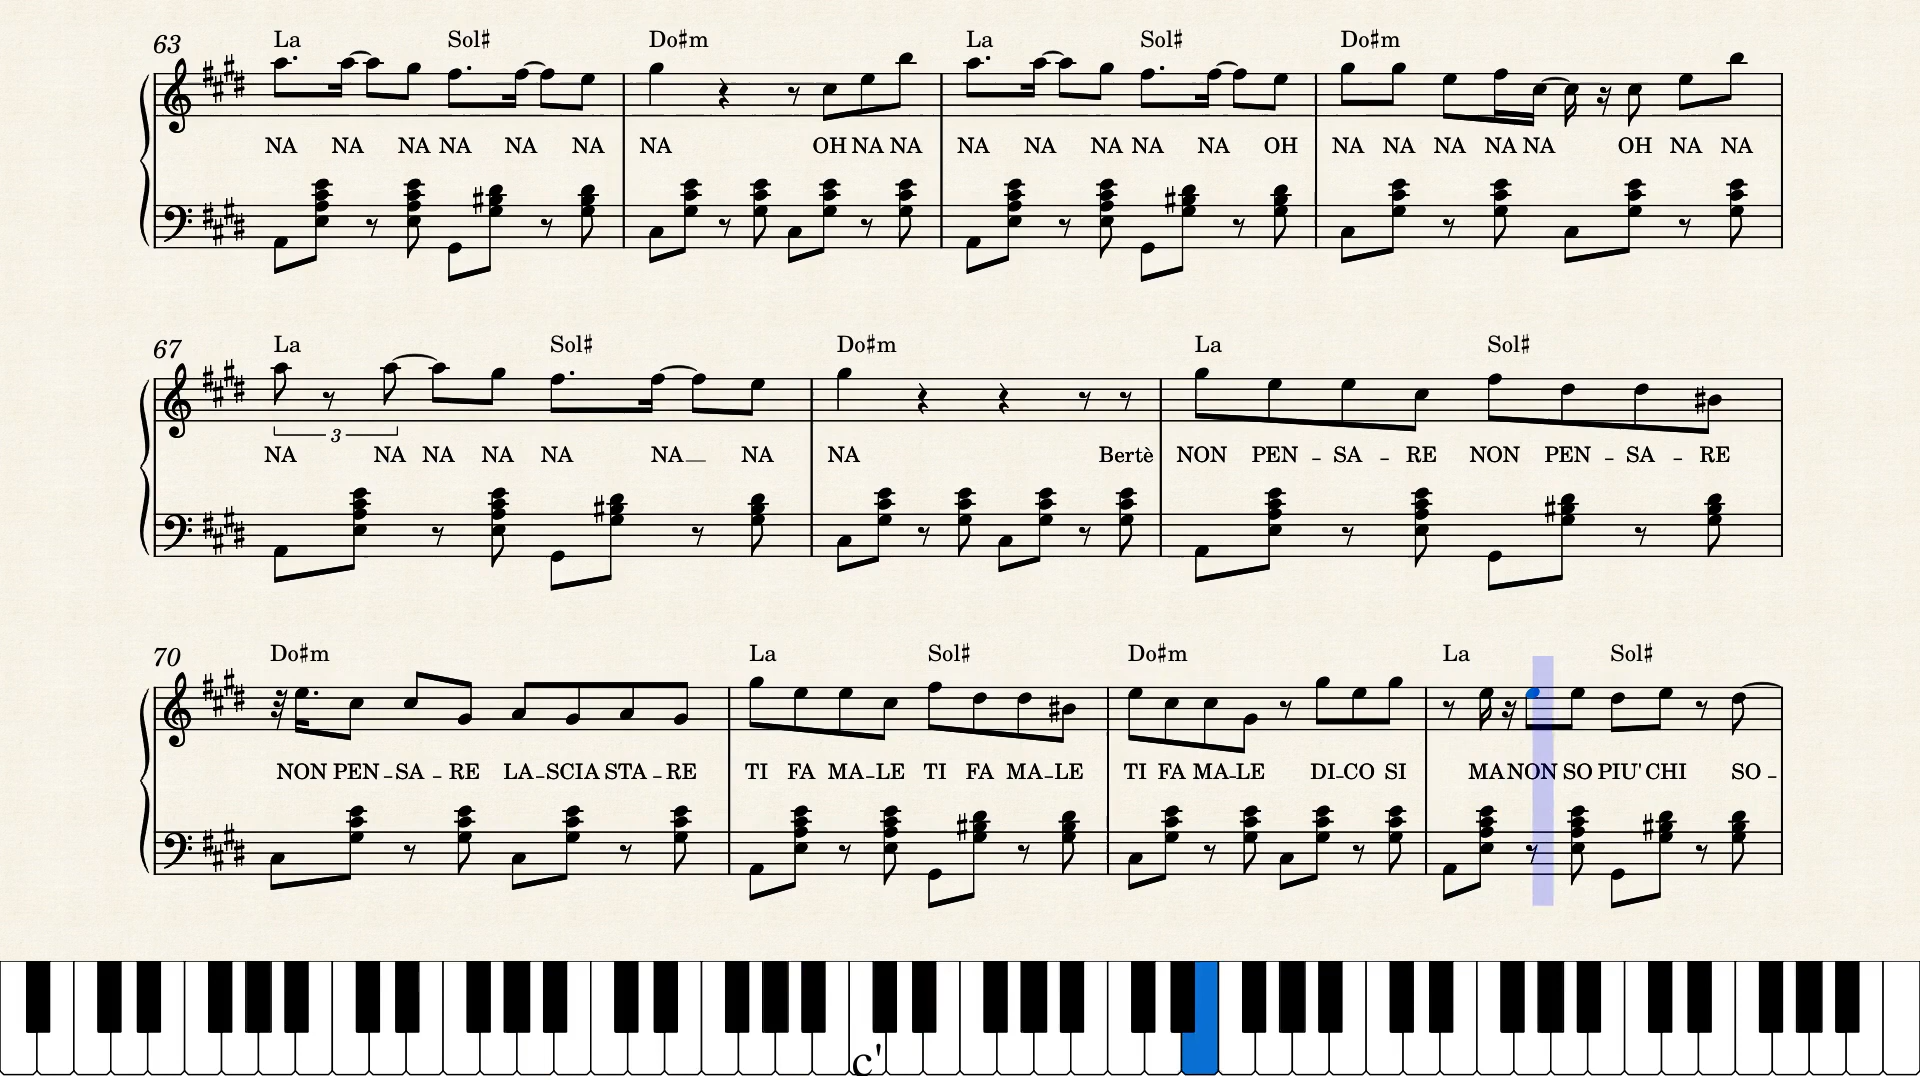 63 La Sol♯ Do♯m La Sol♯ Do♯m
NA NA NA NA NA NA NA OH NA NA NA NA NA NA NA OH NA NA NA NA NA OH NA NA
67 La Sol♯ Do♯m La Sol♯
3
NA NA NA NA NA NA NA NA Bertè NON PEN - SA - RE NON PEN - SA - RE
70 Do♯m La Sol♯ Do♯m La Sol♯
NON PEN - SA - RE LA - SCIA STA - RE TI FA MA - LE TI FA MA - LE TI FA MA - LE DI - CO SI MA NON SO PIU' CHI SO -
c'